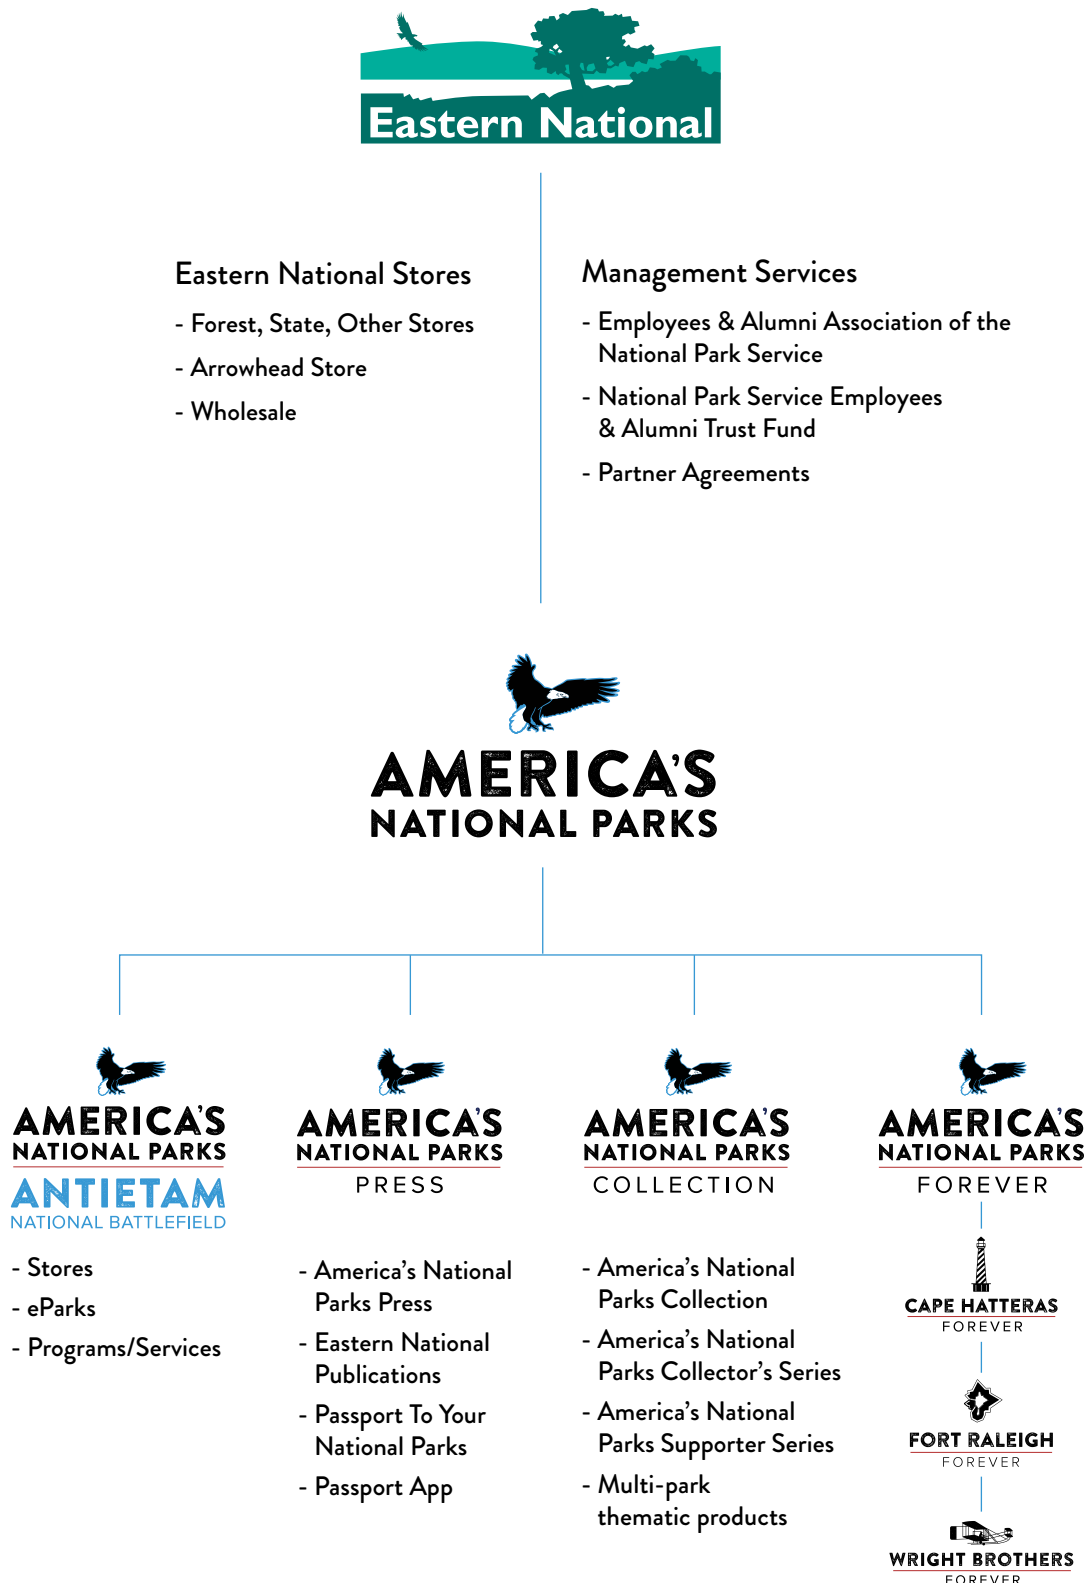 Eastern National
Eastern National Stores
- Forest, State, Other Stores
- Arrowhead Store
- Wholesale
Management Services
- Employees & Alumni Association of the
National Park Service
- National Park Service Employees
& Alumni Trust Fund
- Partner Agreements
AMERICA'S
NATIONAL PARKS
AMERICA'S
NATIONAL PARKS
ANTIETAM
NATIONAL BATTLEFIELD
- Stores
- eParks
- Programs/Services
AMERICA'S
NATIONAL PARKS
PRESS
- America's National
Parks Press
- Eastern National
Publications
- Passport To Your
National Parks
- Passport App
AMERICA'S
NATIONAL PARKS
COLLECTION
- America's National
Parks Collection
- America's National
Parks Collector's Series
- America's National
Parks Supporter Series
- Multi-park
thematic products
AMERICA'S
NATIONAL PARKS
FOREVER
CAPE HATTERAS
FOREVER
FORT RALEIGH
FOREVER
WRIGHT BROTHERS
FOREVER